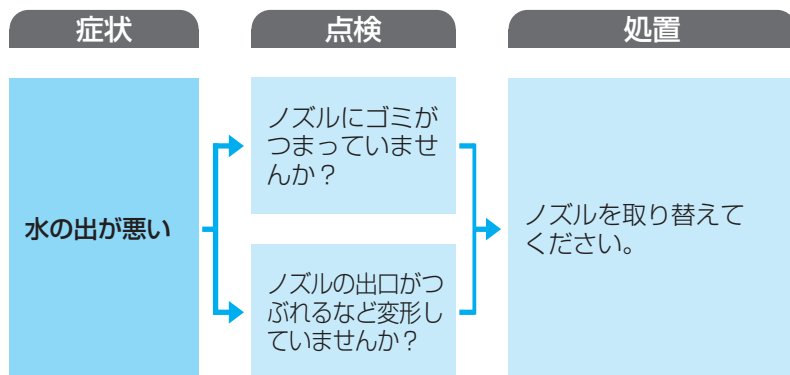 症状
点検
処置
水の出が悪い
ノズルにゴミが
つまっていませ
んか？
ノズルの出口がつ
ぶれるなど変形し
ていませんか？
ノズルを取り替えて
ください。